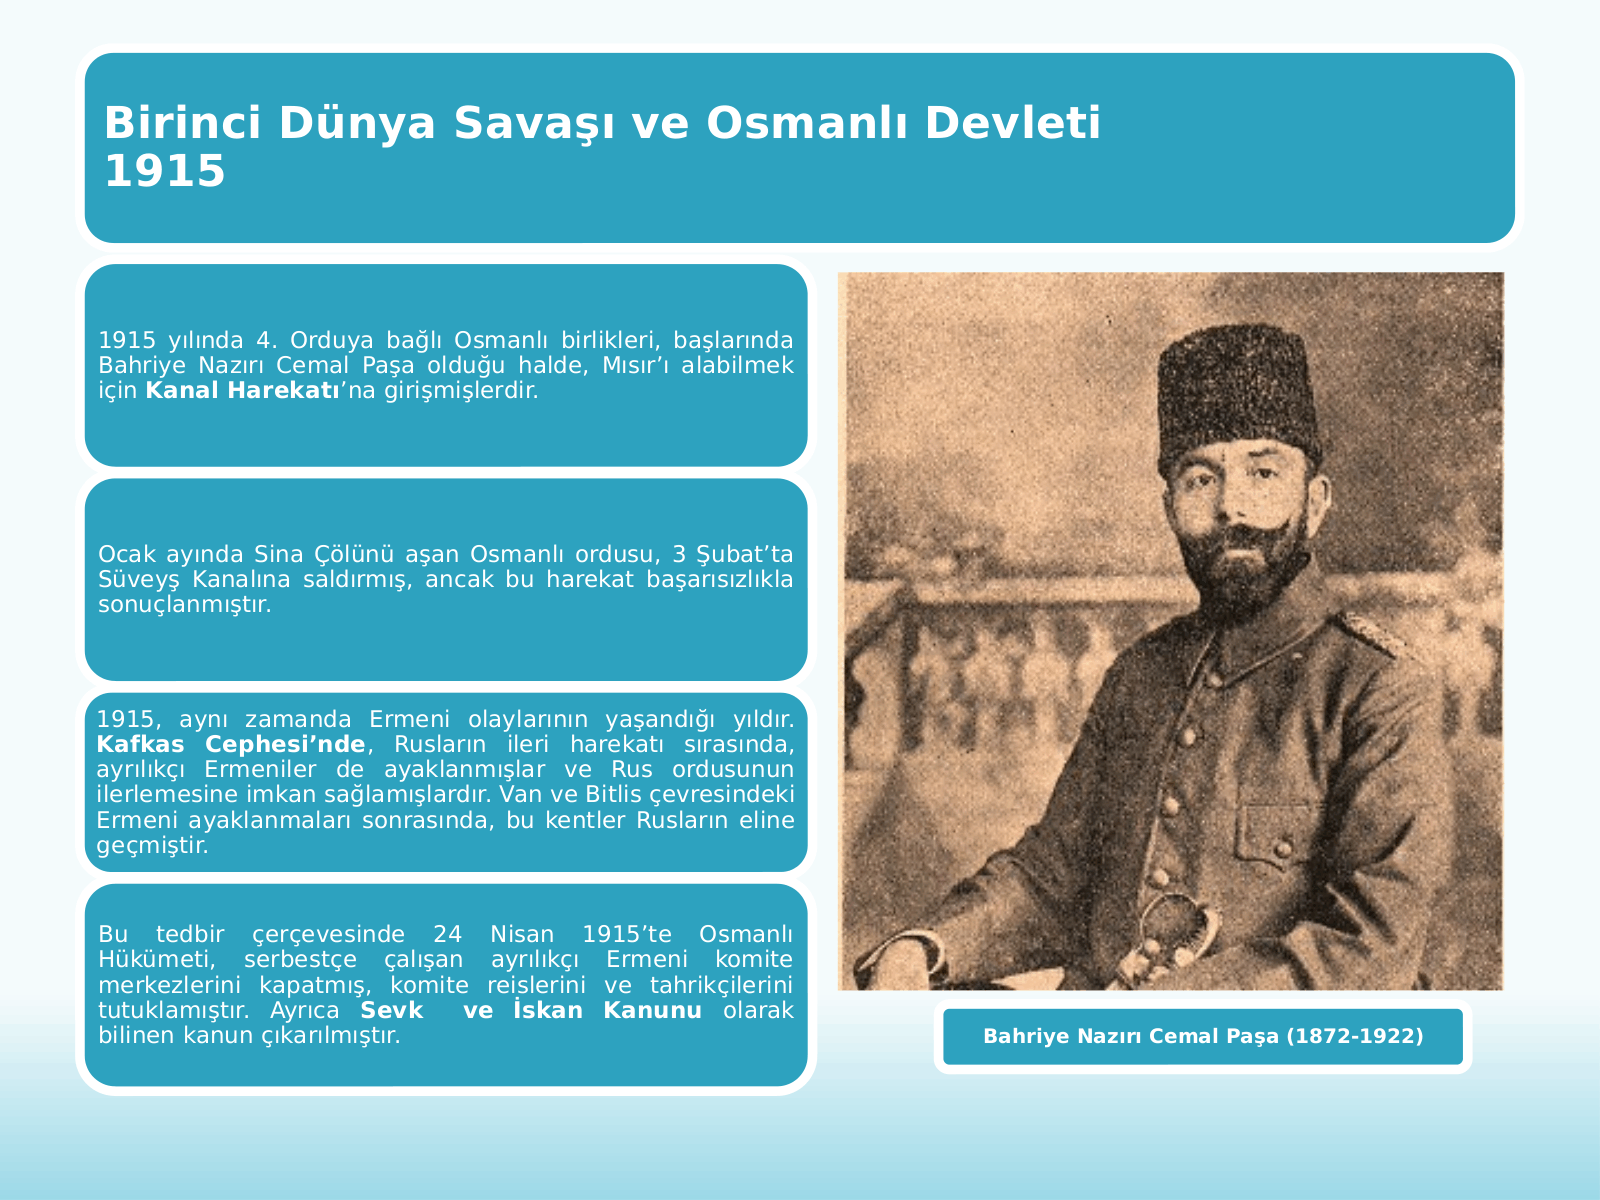 Birinci Dünya Savaşı ve Osmanlı Devleti
1915
1915 yılında 4. Orduya bağlı Osmanlı birlikleri, başlarında
Bahriye Nazırı Cemal Paşa olduğu halde, Mısır’ı alabilmek
için Kanal Harekatı’na girişmişlerdir.
Ocak ayında Sina Çölünü aşan Osmanlı ordusu, 3 Şubat’ta
Süveyş Kanalına saldırmış, ancak bu harekat başarısızlıkla
sonuçlanmıştır.
1915, aynı zamanda Ermeni olaylarının yaşandığı yıldır.
Kafkas Cephesi’nde, Rusların ileri harekatı sırasında,
ayrılıkçı Ermeniler de ayaklanmışlar ve Rus ordusunun
ilerlemesine imkan sağlamışlardır. Van ve Bitlis çevresindeki
Ermeni ayaklanmaları sonrasında, bu kentler Rusların eline
geçmiştir.
Bu tedbir çerçevesinde 24 Nisan 1915’te Osmanlı
Hükümeti, serbestçe çalışan ayrılıkçı Ermeni komite
merkezlerini kapatmış, komite reislerini ve tahrikçilerini
tutuklamıştır. Ayrıca Sevk ve İskan Kanunu olarak
bilinen kanun çıkarılmıştır.
Bahriye Nazırı Cemal Paşa (1872-1922)